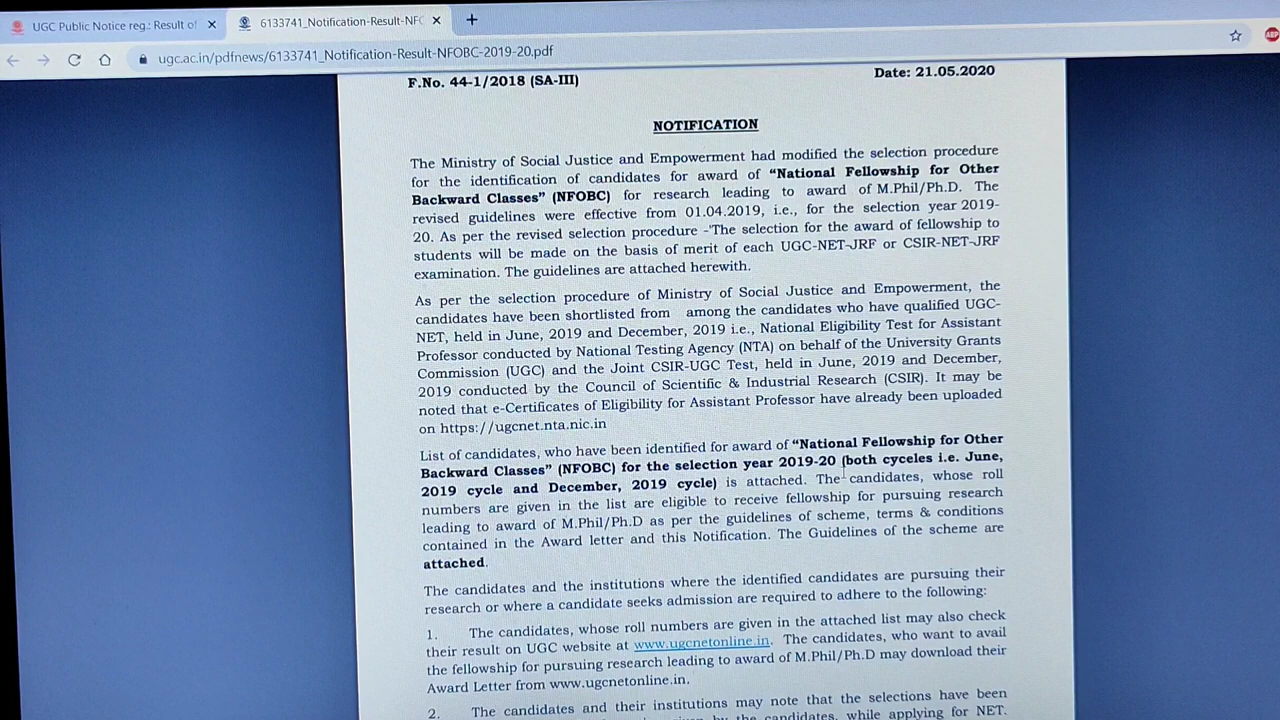 UGC Public Notice reg.: Result of
6133741_Notification-Result-NFO
ugc.ac.in/pdfnews/6133741_Notification-Result-NFOBC-2019-20.pdf
ABP
F.No. 44-1/2018 (SA-III)
Date: 21.05.2020
NOTIFICATION
The Ministry of Social Justice and Empowerment had modified the selection procedure
for the identification of candidates for award of “National Fellowship for Other
Backward Classes” (NFOBC) for research leading to award of M.Phil/Ph.D. The
revised guidelines were effective from 01.04.2019, i.e., for the selection year 2019-
20. As per the revised selection procedure -'The selection for the award of fellowship to
students will be made on the basis of merit of each UGC-NET-JRF or CSIR-NET-JRF
examination. The guidelines are attached herewith.
As per the selection procedure of Ministry of Social Justice and Empowerment, the
candidates have been shortlisted from among the candidates who have qualified UGC-
NET, held in June, 2019 and December, 2019 i.e., National Eligibility Test for Assistant
Professor conducted by National Testing Agency (NTA) on behalf of the University Grants
Commission (UGC) and the Joint CSIR-UGC Test, held in June, 2019 and December,
2019 conducted by the Council of Scientific & Industrial Research (CSIR). It may be
noted that e-Certificates of Eligibility for Assistant Professor have already been uploaded
on https://ugcnet.nta.nic.in
List of candidates, who have been identified for award of “National Fellowship for Other
Backward Classes” (NFOBC) for the selection year 2019-20 (both cyceles i.e. June,
2019 cycle and December, 2019 cycle) is attached. The candidates, whose roll
numbers are given in the list are eligible to receive fellowship for pursuing research
leading to award of M.Phil/Ph.D as per the guidelines of scheme, terms & conditions
contained in the Award letter and this Notification. The Guidelines of the scheme are
attached.
The candidates and the institutions where the identified candidates are pursuing their
research or where a candidate seeks admission are required to adhere to the following:
1. The candidates, whose roll numbers are given in the attached list may also check
their result on UGC website at www.ugcnetonline.in. The candidates, who want to avail
the fellowship for pursuing research leading to award of M.Phil/Ph.D may download their
Award Letter from www.ugcnetonline.in.
2. The candidates and their institutions may note that the selections have been
by the candidates, while applying for NET.